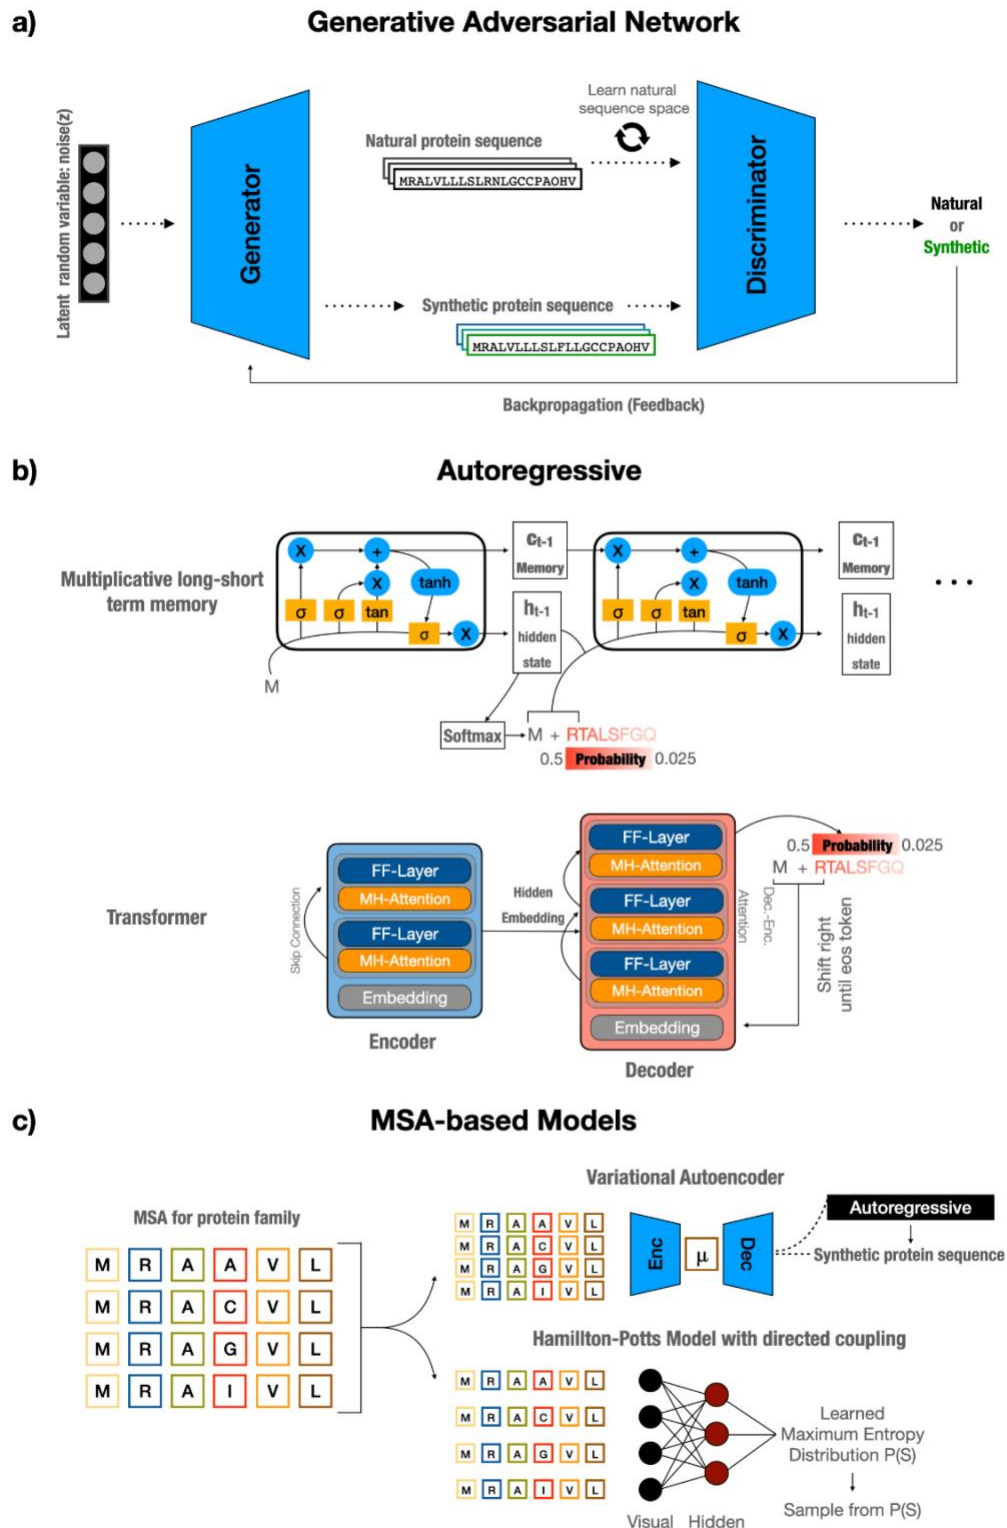 a)
Generative Adversarial Network
Latent random variable: noise(z)
Generator
Natural protein sequence
MRALVLLLSLRNLGCCPAOHV
Learn natural
sequence space
Synthetic protein sequence
MRALVLLLSLFLLGCCPAOHV
Discriminator
Natural
or
Synthetic
Backpropagation (Feedback)
b)
Autoregressive
Multiplicative long-short
term memory
X
+
X
tanh
σ
σ
tan
σ
X
M
Ct-1
Memory
ht-1
hidden
state
X
+
X
tanh
σ
σ
tan
σ
X
Ct-1
Memory
ht-1
hidden
state
...
Softmax
M + RTALSFGQ
0.5 Probability 0.025
Transformer
Skip Connection
FF-Layer
MH-Attention
FF-Layer
MH-Attention
Embedding
Encoder
Hidden
Embedding
FF-Layer
MH-Attention
FF-Layer
MH-Attention
FF-Layer
MH-Attention
Embedding
Decoder
Attention
Dec.-Enc.
0.5 Probability 0.025
M + RTALSFGQ
Shift right
until eos token
c)
MSA-based Models
MSA for protein family
M R A A V L
M R A C V L
M R A G V L
M R A I V L
Variational Autoencoder
M R A A V L
M R A C V L
M R A G V L
M R A I V L
Enc
μ
Dec
Autoregressive
Synthetic protein sequence
Hamillton-Potts Model with directed coupling
M R A A V L
M R A C V L
M R A G V L
M R A I V L
Visual Hidden
Learned
Maximum Entropy
Distribution P(S)
Sample from P(S)